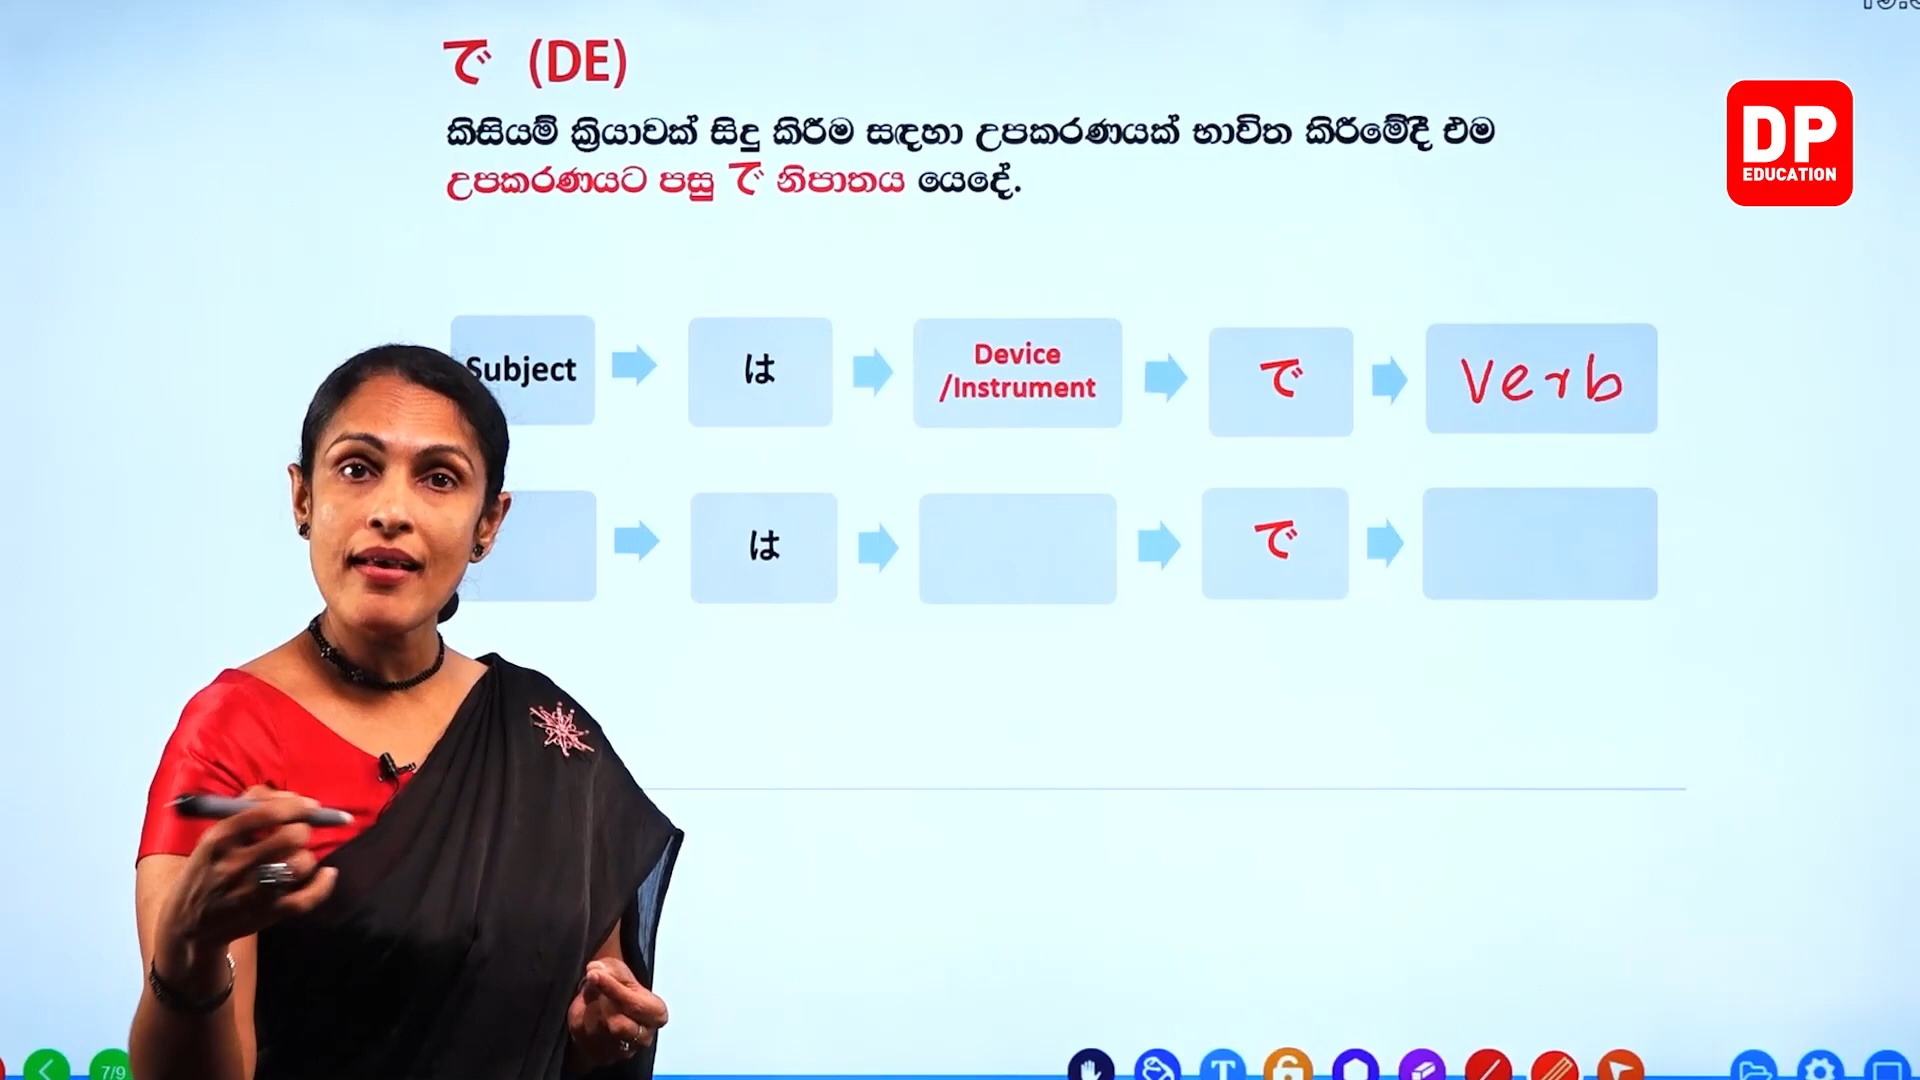 で (DE)
කිසියම් ක්‍රියාවක් සිදු කිරීම සඳහා උපකරණයක් භාවිත කිරීමේදී එම
උපකරණයට පසු で නිපාතය යෙදේ.
DP
EDUCATION
Subject
は
Device
/Instrument
で
verb
は
で
7/9
T